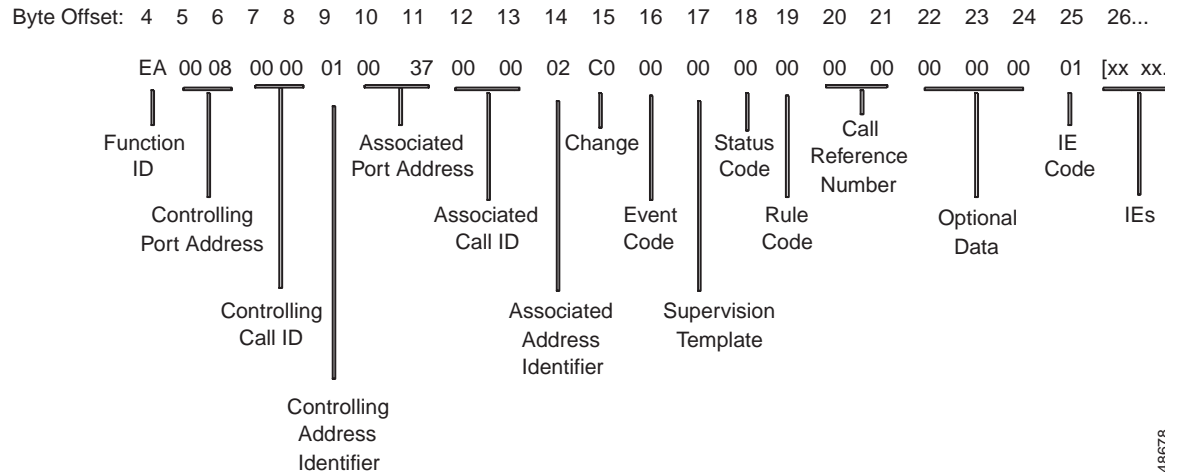 Byte Offset: 4 5 6 7 8 9 10 11 12 13 14 15 16 17 18 19 20 21 22 23 24 25 26...
EA 00 08 00 00 01 00 37 00 00 02 C0 00 00 00 00 00 00 00 00 00 01 [xx xx.
Function
ID
Controlling
Port Address
Controlling
Call ID
Controlling
Address
Identifier
Associated
Port Address
Associated
Call ID
Associated
Address
Identifier
Change
Event
Code
Supervision
Template
Status
Code
Rule
Code
Call
Reference
Number
Optional
Data
IE
Code
IEs
48678